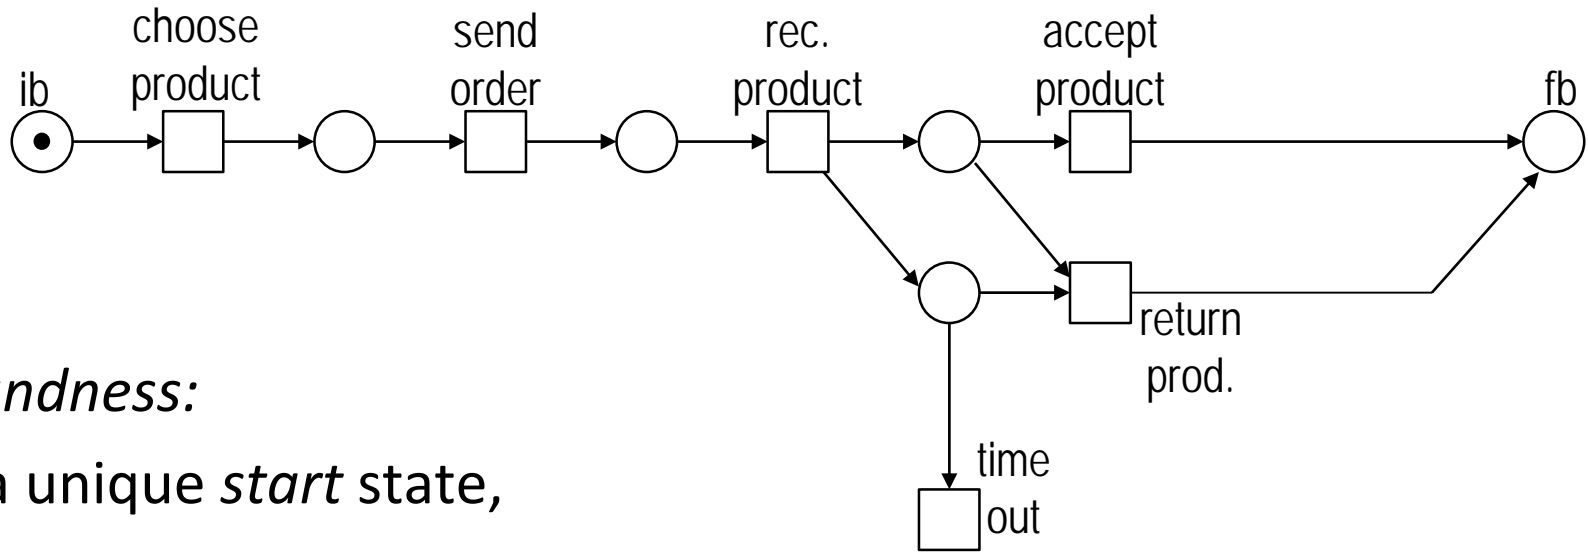 choose
product
send
order
rec.
product
accept
product
ib
fb
return
prod.
ndness:
a unique start state,
time
out